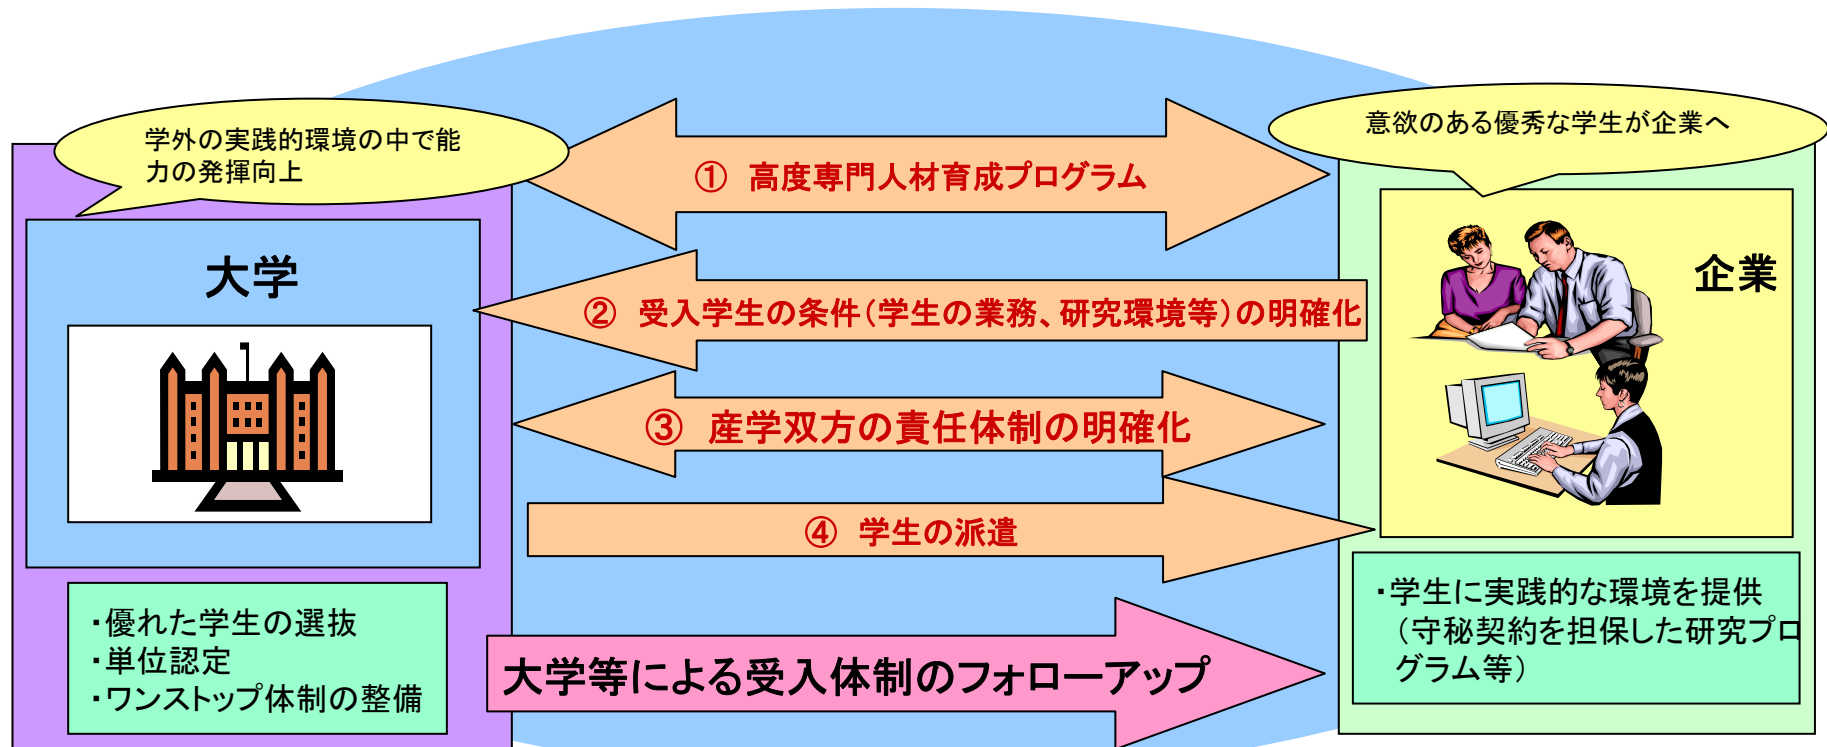 学外の実践的環境の中で能
力の発揮向上
意欲のある優秀な学生が企業へ
① 高度専門人材育成プログラム
大学
企業
② 受入学生の条件(学生の業務、研究環境等)の明確化
③ 産学双方の責任体制の明確化
④ 学生の派遣
・優れた学生の選抜
・単位認定
・ワンストップ体制の整備
大学等による受入体制のフォローアップ
・学生に実践的な環境を提供
(守秘契約を担保した研究プロ
グラム等)